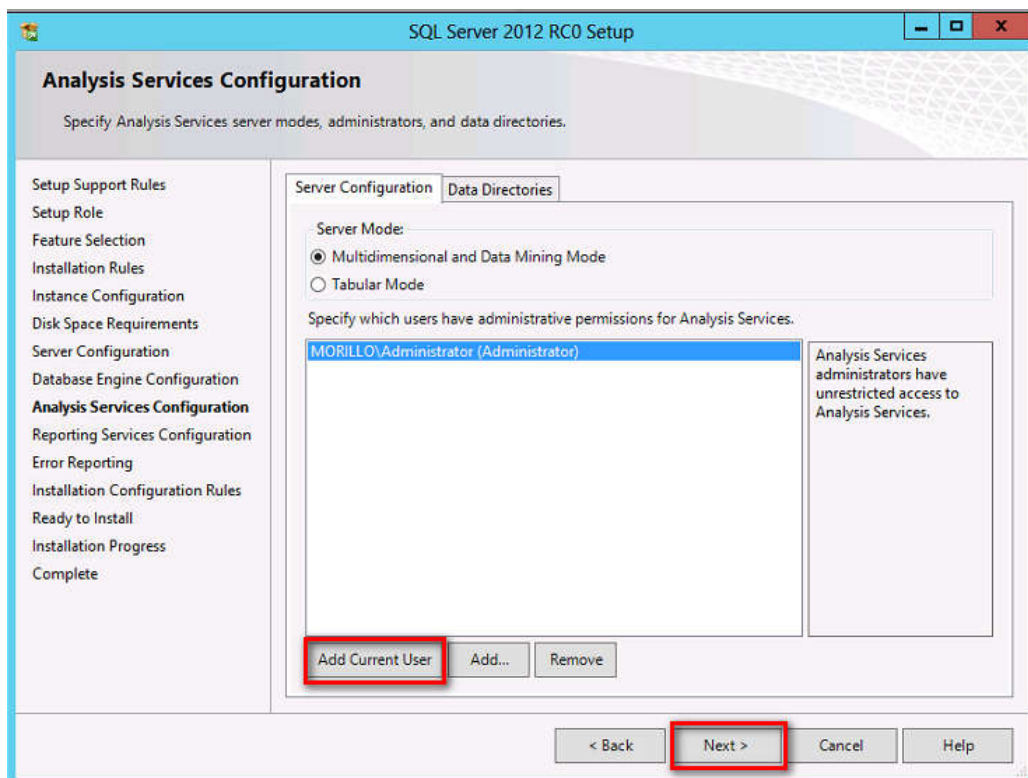 SQL Server 2012 RC0 Setup
Analysis Services Configuration
Specify Analysis Services server modes, administrators, and data directories.
Setup Support Rules
Setup Role
Feature Selection
Installation Rules
Instance Configuration
Disk Space Requirements
Server Configuration
Database Engine Configuration
Analysis Services Configuration
Reporting Services Configuration
Error Reporting
Installation Configuration Rules
Ready to Install
Installation Progress
Complete
Server Configuration Data Directories
Server Mode:
Multidimensional and Data Mining Mode
Tabular Mode
Specify which users have administrative permissions for Analysis Services.
MORILLO\Administrator (Administrator)
Analysis Services
administrators have
unrestricted access to
Analysis Services.
Add Current User Add... Remove
< Back Next > Cancel Help